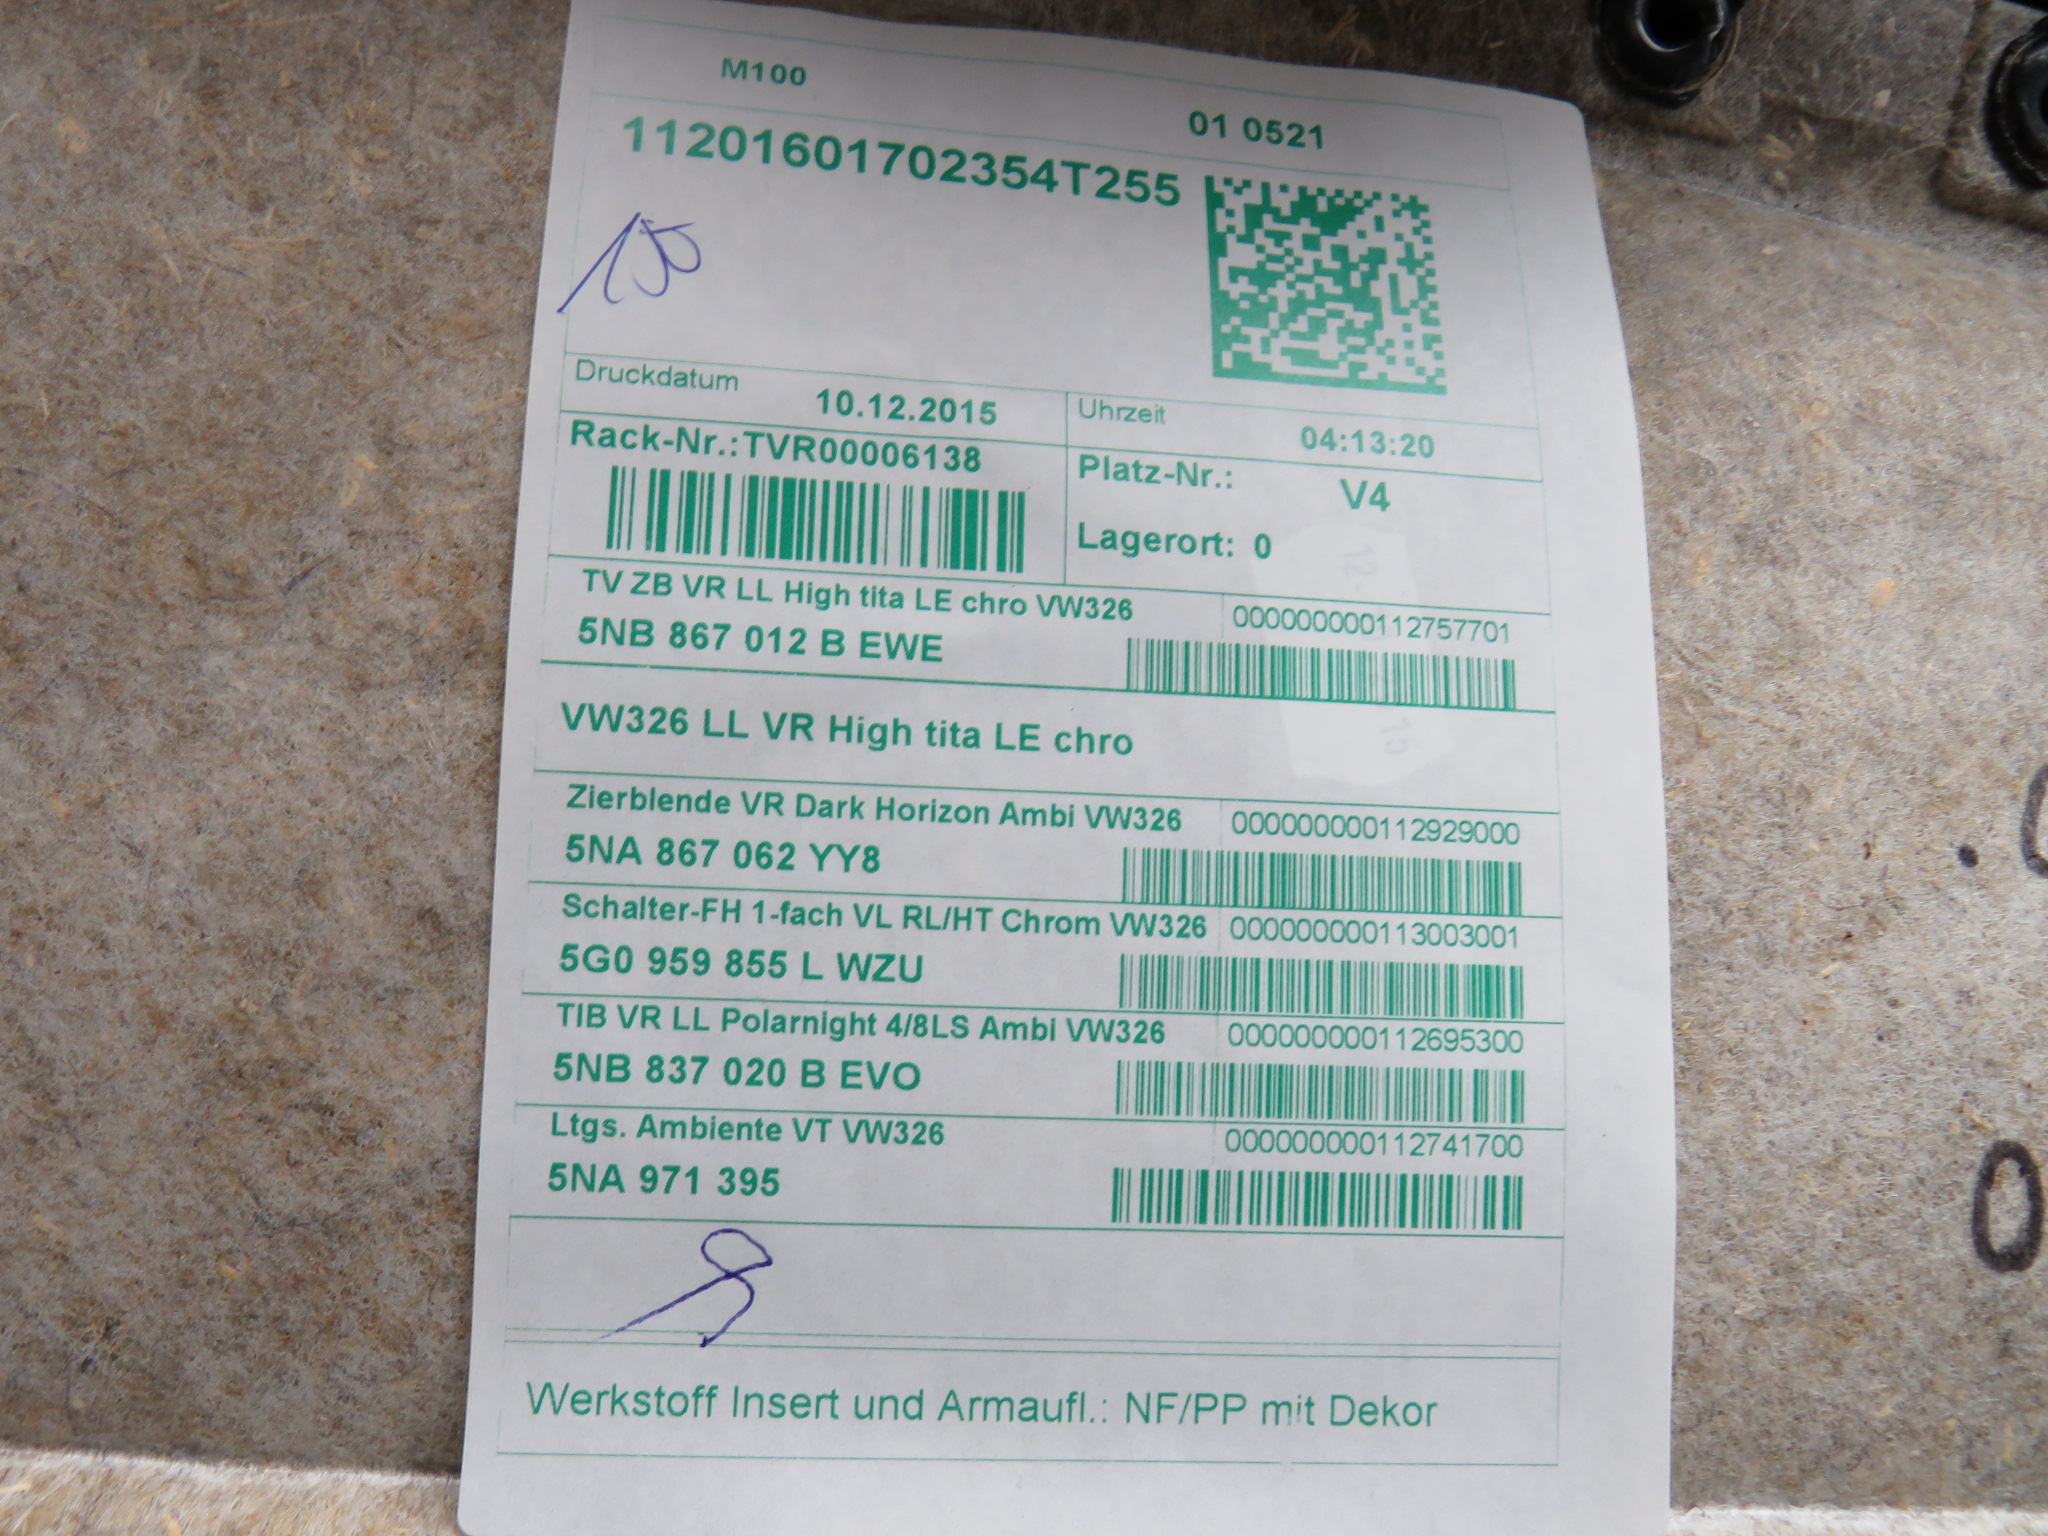 M100
01 0521
11201601702354T255
Druckdatum
10.12.2015
Uhrzeit
04:13:20
Rack-Nr.:TVR00006138
Platz-Nr.:
V4
Lagerort: 0
TV ZB VR LL High tita LE chro VW326
000000000112757701
5NB 867 012 B EWE
VW326 LL VR High tita LE chro
Zierblende VR Dark Horizon Ambi VW326
000000000112929000
5NA 867 062 YY8
Schalter-FH 1-fach VL RL/HT Chrom VW326
000000000113003001
5G0 959 855 L WZU
TIB VR LL Polarnight 4/8LS Ambi VW326
000000000112695300
5NB 837 020 B EVO
Ltgs. Ambiente VT VW326
000000000112741700
5NA 971 395
Werkstoff Insert und Armaufl.: NF/PP mit Dekor